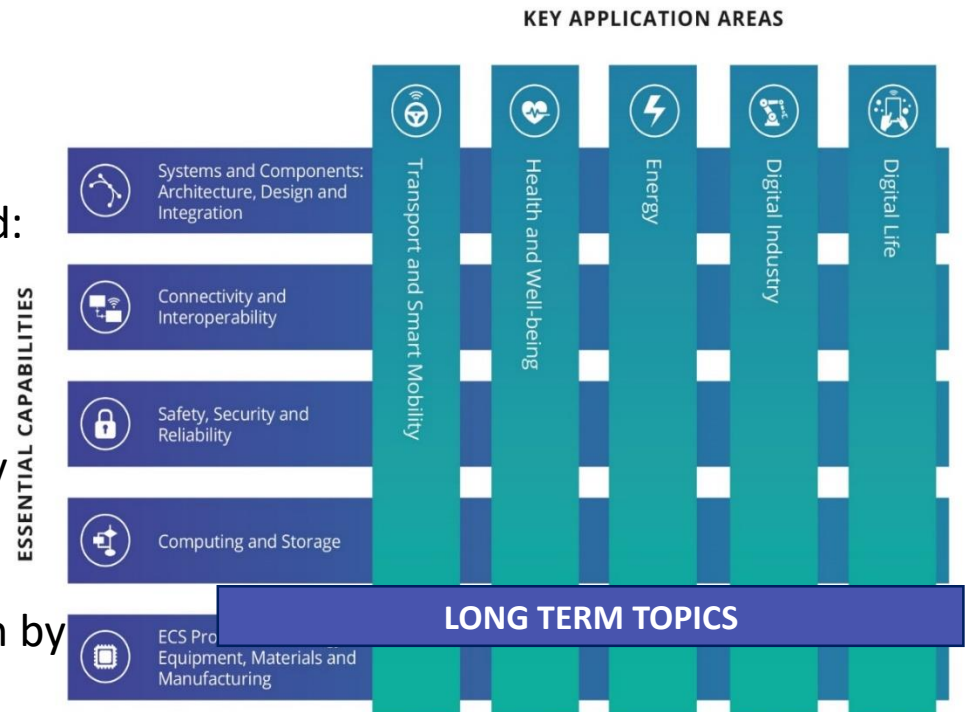 KEY APPLICATION AREAS
Transport and Smart Mobility
Health and Well-being
Energy
Digital Industry
Digital Life
d:
y
n by
ESSENTIAL CAPABILITIES
Systems and Components:
Architecture, Design and
Integration
Connectivity and
Interoperability
Safety, Security and
Reliability
Computing and Storage
LONG TERM TOPICS
ECS
Equipment, Materials and
Manufacturing